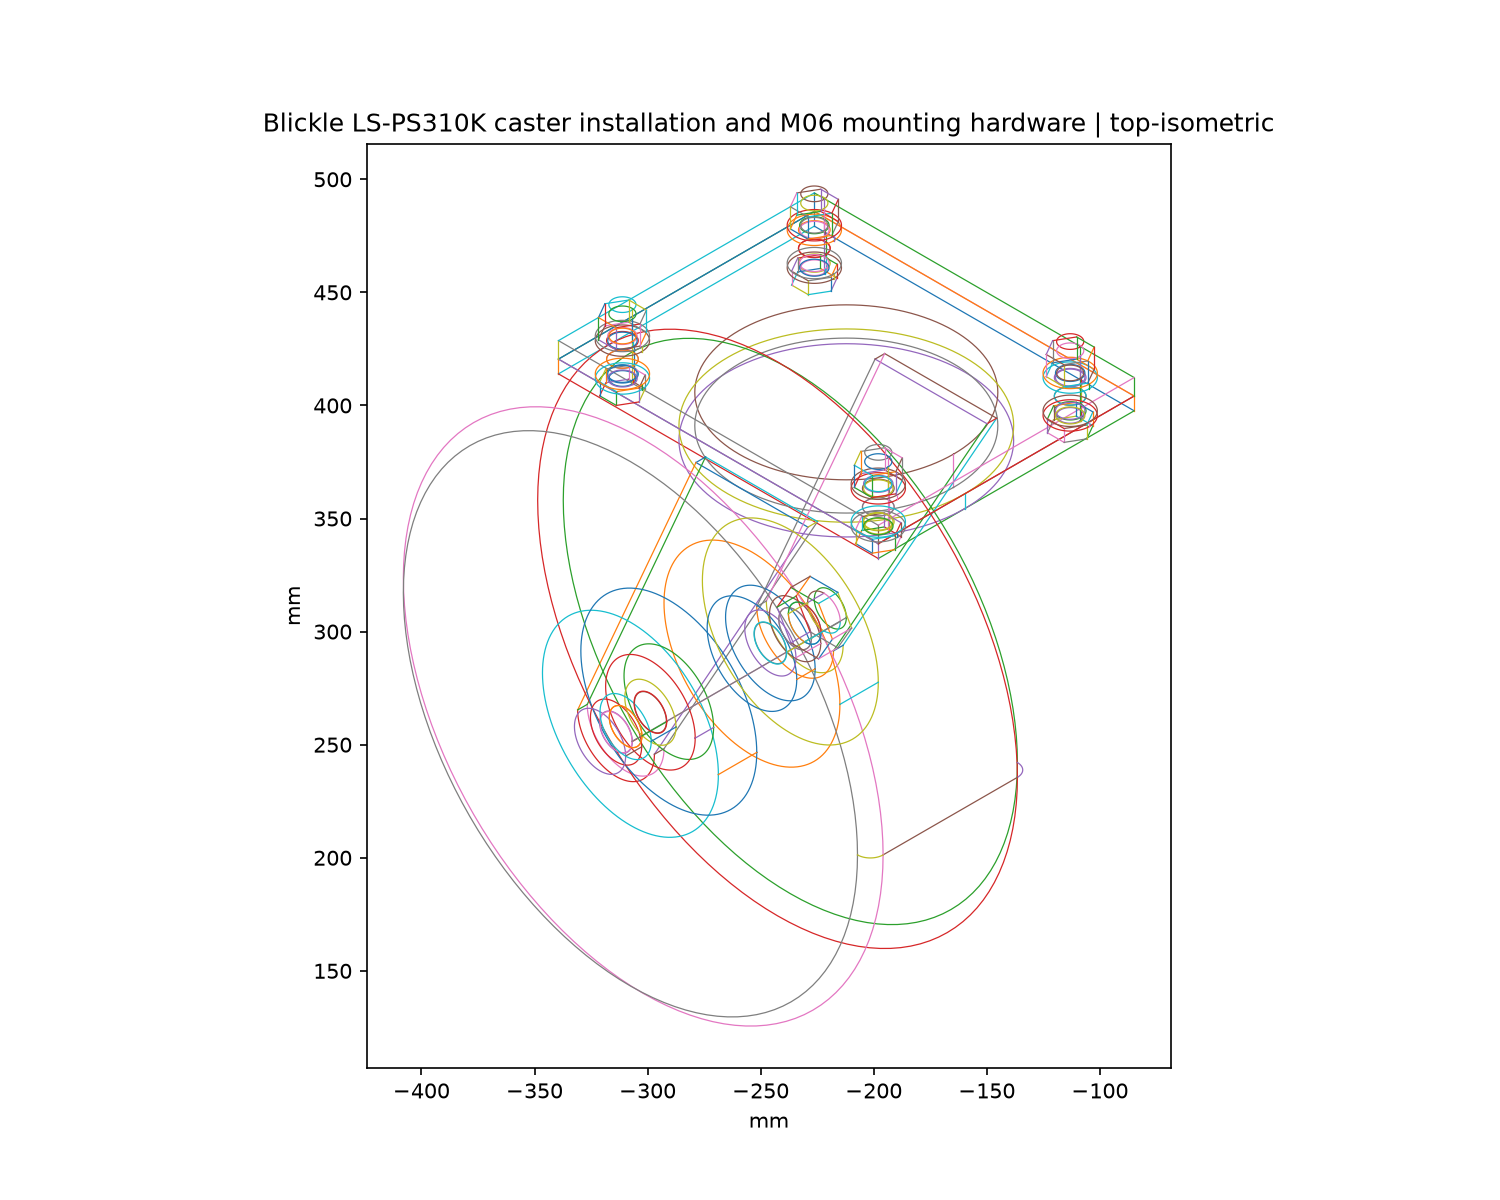 Blickle LS-PS310K caster installation and M06 mounting hardware | top-isometric
500
450
400
350
300
250
200
150
mm
−400 −350 −300 −250 −200 −150 −100
mm